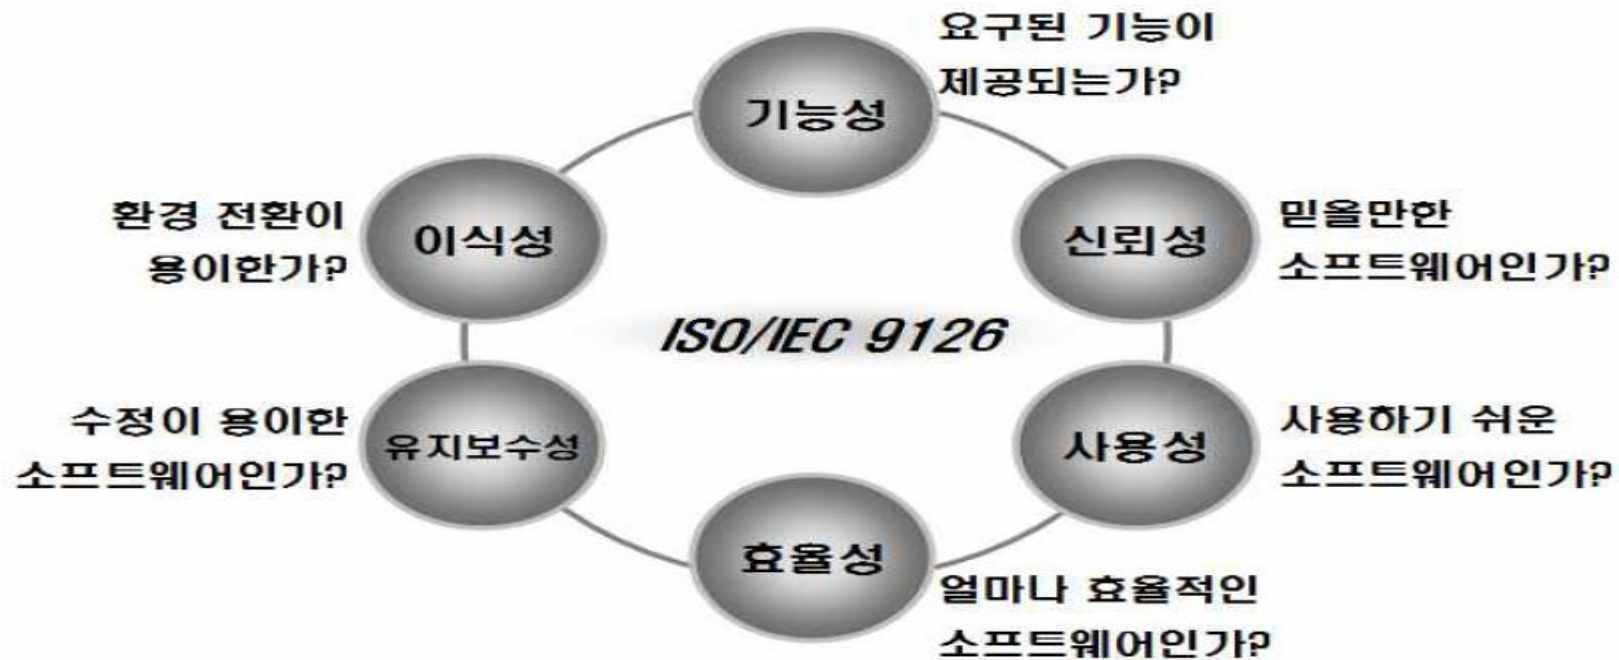 요구된 기능이
제공되는가?
기능성
환경 전환이
용이한가?
이식성
신뢰성
믿을만한
소프트웨어인가?
ISO/IEC 9126
수정이 용이한
소프트웨어인가?
유지보수성
사용성
사용하기 쉬운
소프트웨어인가?
효율성
얼마나 효율적인
소프트웨어인가?